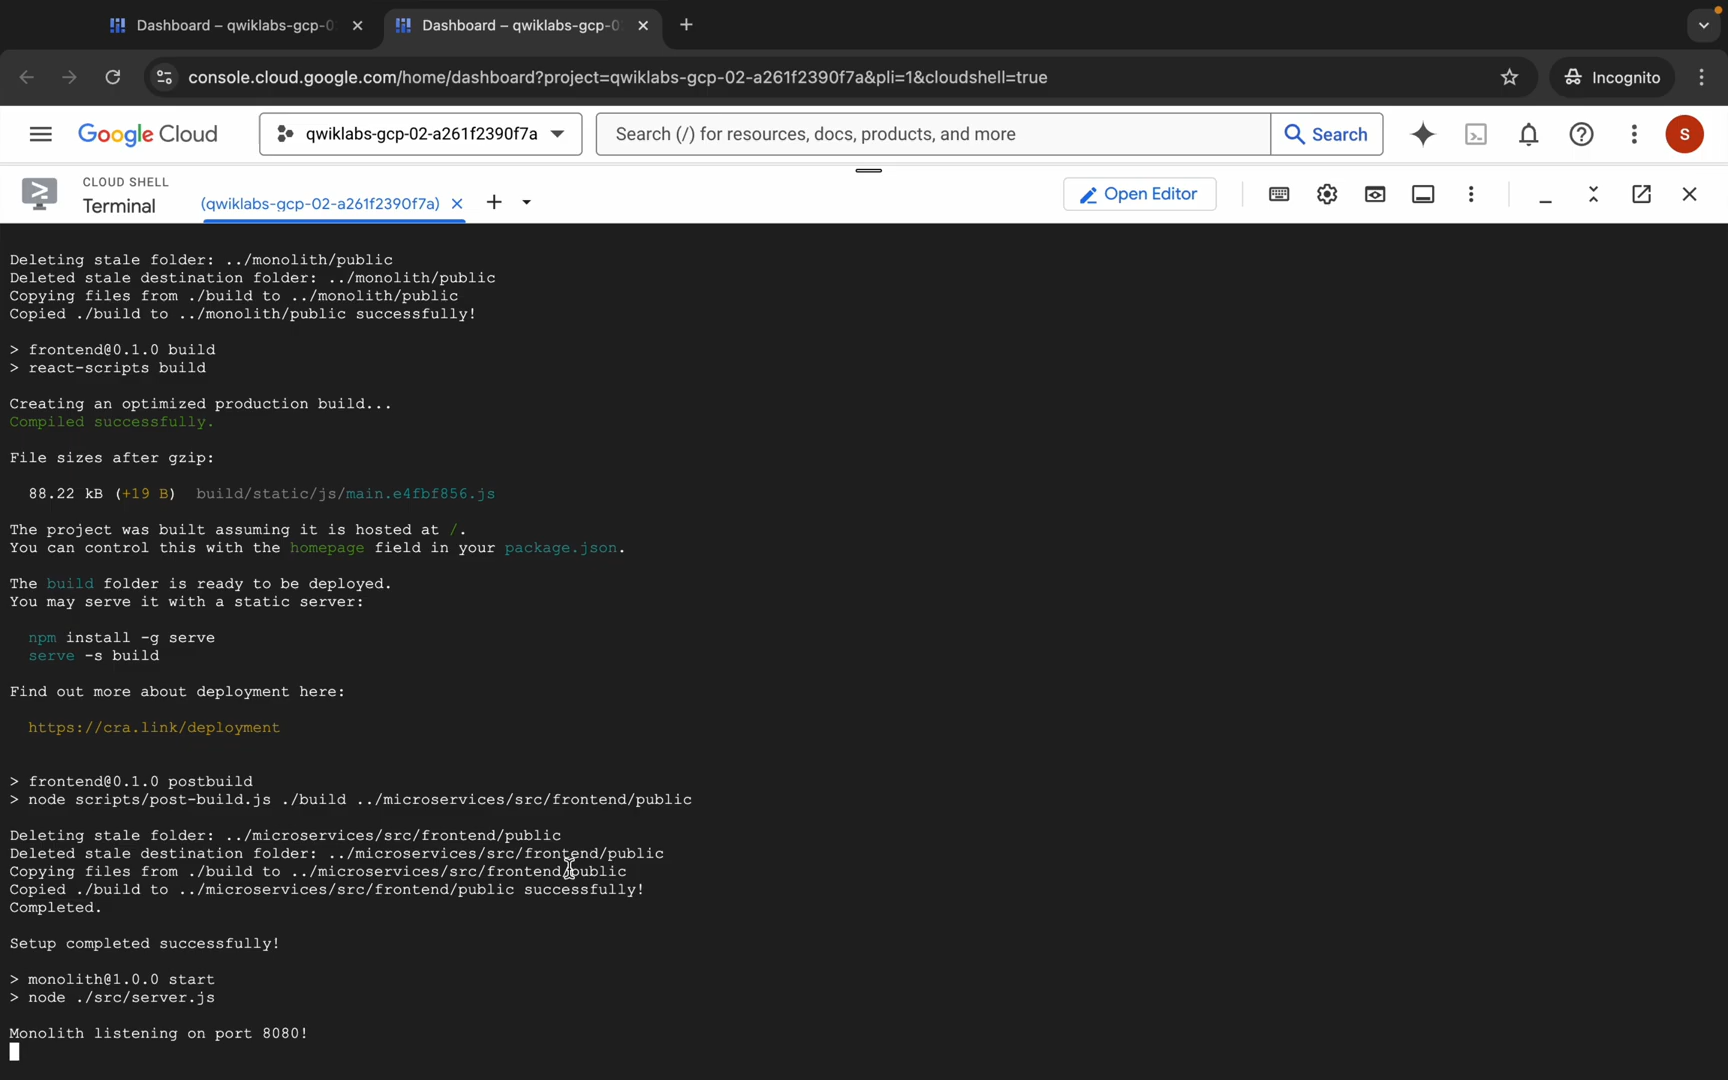 Dashboard – qwiklabs-gcp-0
Dashboard – qwiklabs-gcp-0
console.cloud.google.com/home/dashboard?project=qwiklabs-gcp-02-a261f2390f7a&pli=1&cloudshell=true
Incognito
Google Cloud
qwiklabs-gcp-02-a261f2390f7a
Search (/) for resources, docs, products, and more
Search
S
CLOUD SHELL
Terminal
(qwiklabs-gcp-02-a261f2390f7a)
Open Editor
Deleting stale folder: ../monolith/public
Deleted stale destination folder: ../monolith/public
Copying files from ./build to ../monolith/public
Copied ./build to ../monolith/public successfully!
> frontend@0.1.0 build
> react-scripts build
Creating an optimized production build...
Compiled successfully.
File sizes after gzip:
88.22 kB (+19 B)  build/static/js/main.e4fbf856.js
The project was built assuming it is hosted at /.
You can control this with the homepage field in your package.json.
The build folder is ready to be deployed.
You may serve it with a static server:
npm install -g serve
serve -s build
Find out more about deployment here:
https://cra.link/deployment
> frontend@0.1.0 postbuild
> node scripts/post-build.js ./build ../microservices/src/frontend/public
Deleting stale folder: ../microservices/src/frontend/public
Deleted stale destination folder: ../microservices/src/frontend/public
Copying files from ./build to ../microservices/src/frontend/public
Copied ./build to ../microservices/src/frontend/public successfully!
Completed.
Setup completed successfully!
> monolith@1.0.0 start
> node ./src/server.js
Monolith listening on port 8080!